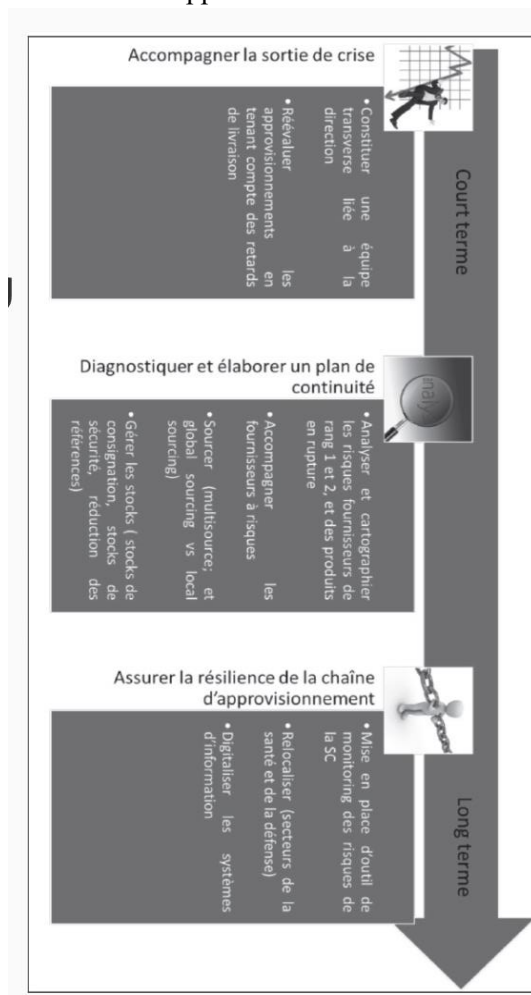 Accompagner la sortie de crise
• Constituer une équipe
transverse liée à la
direction
• Réévaluer les
approvisionnements en
tenant compte des retards
de livraison
Court terme
Diagnostiquer et élaborer un plan de
continuité
• Analyser et cartographier
les risques fournisseurs de
rang 1 et 2, et des produits
en rupture
• Accompagner les
fournisseurs à risques
• Sourcer (multisource; et
global sourcing vs local
sourcing)
• Gérer les stocks ( stocks de
consignation, stocks de
sécurité, réduction des
références)
naly
Assurer la résilience de la chaîne
d'approvisionnement
• Mise en place d'outil de
monitoring des risques de
la SC
• Relocaliser (secteurs de la
santé et de la défense)
• Digitaliser les systèmes
d'information
Long terme